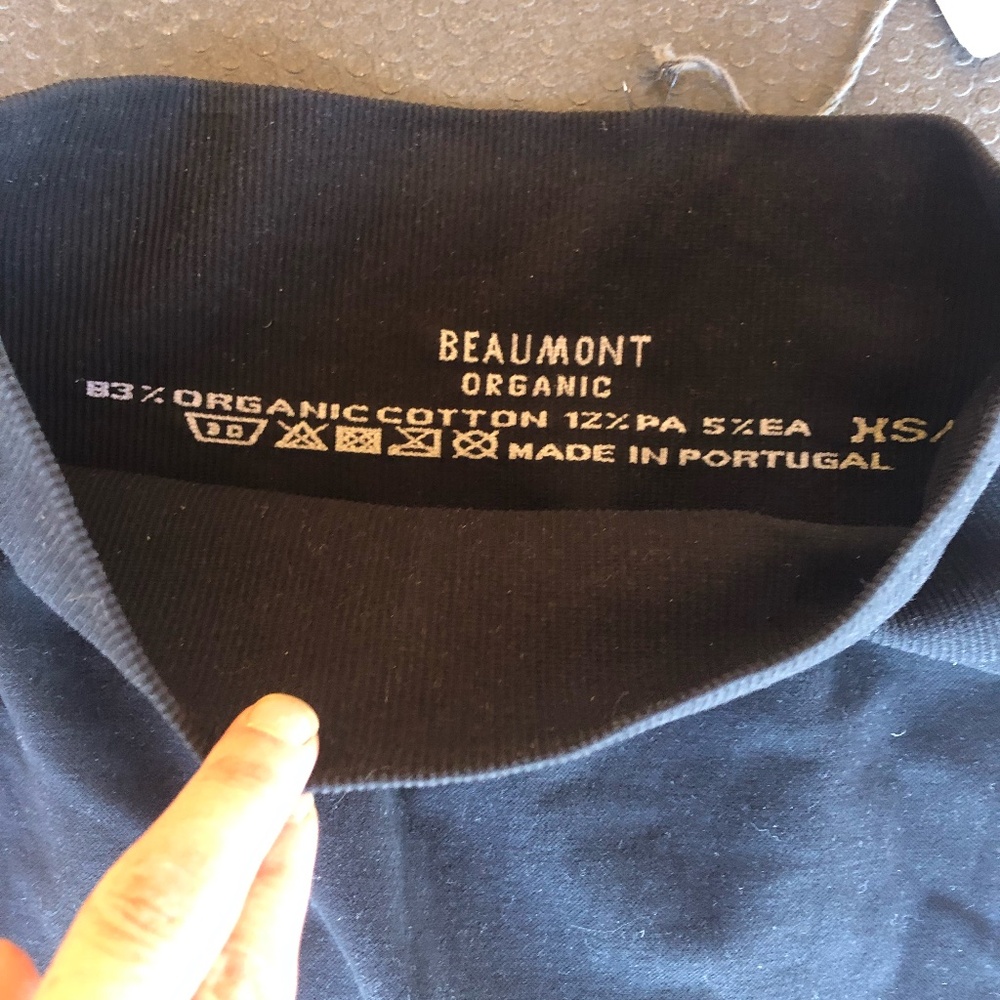 BEAUMONT
ORGANIC
83% ORGANIC COTTON 12% PA 5% EA XS/
30 MADE IN PORTUGAL